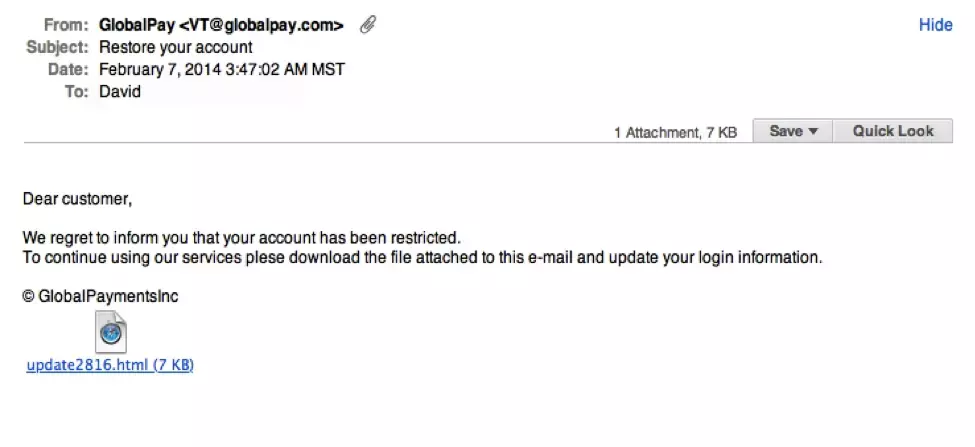 From: GlobalPay <VT@globalpay.com> Hide
Subject: Restore your account
Date: February 7, 2014 3:47:02 AM MST
To: David
1 Attachment, 7 KB Save ▼ Quick Look
Dear customer,
We regret to inform you that your account has been restricted.
To continue using our services plese download the file attached to this e-mail and update your login information.
© GlobalPaymentsInc
update2816.html (7 KB)